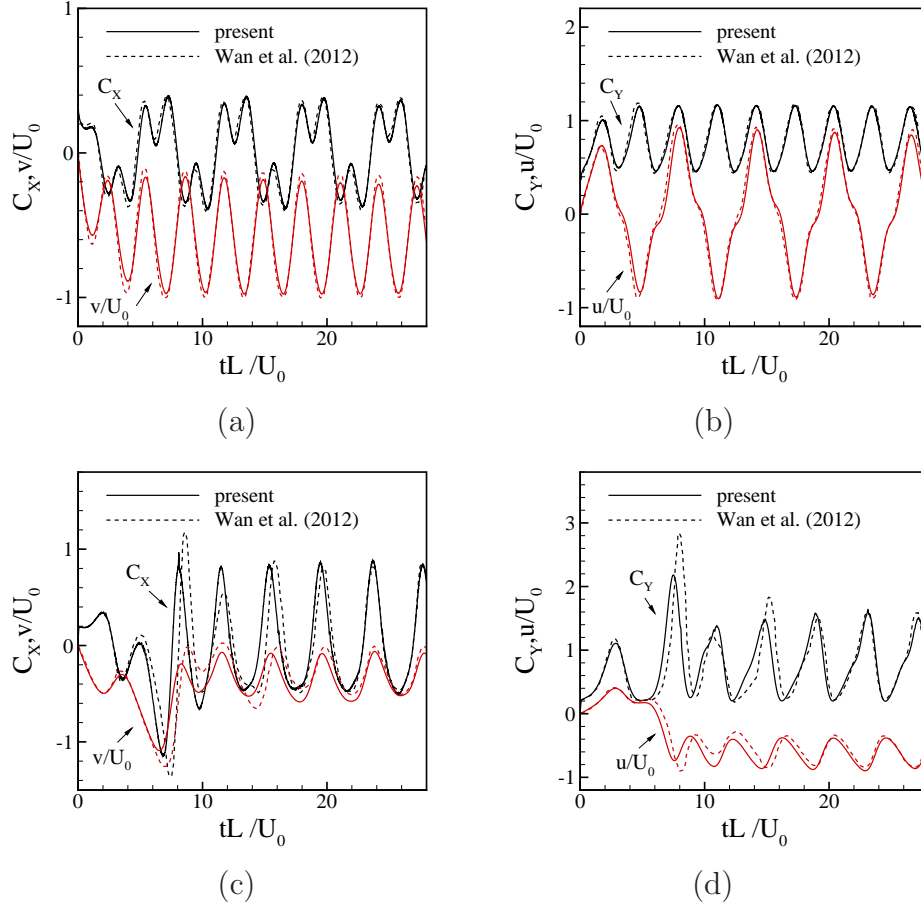 1
present
Wan et al. (2012)
C_X
0
C_X,v/U_0
v/U_0
-1
0
10
20
tL /U_0
(a)
2
present
Wan et al. (2012)
C_Y
1
C_Y,u/U_0
0
u/U_0
-1
0
10
20
tL /U_0
(b)
present
Wan et al. (2012)
1
C_X
C_X,v/U_0
0
-1
v/U_0
0
10
20
tL /U_0
(c)
present
Wan et al. (2012)
3
C_Y
2
C_Y,u/U_0
1
0
u/U_0
-1
0
10
20
tL /U_0
(d)